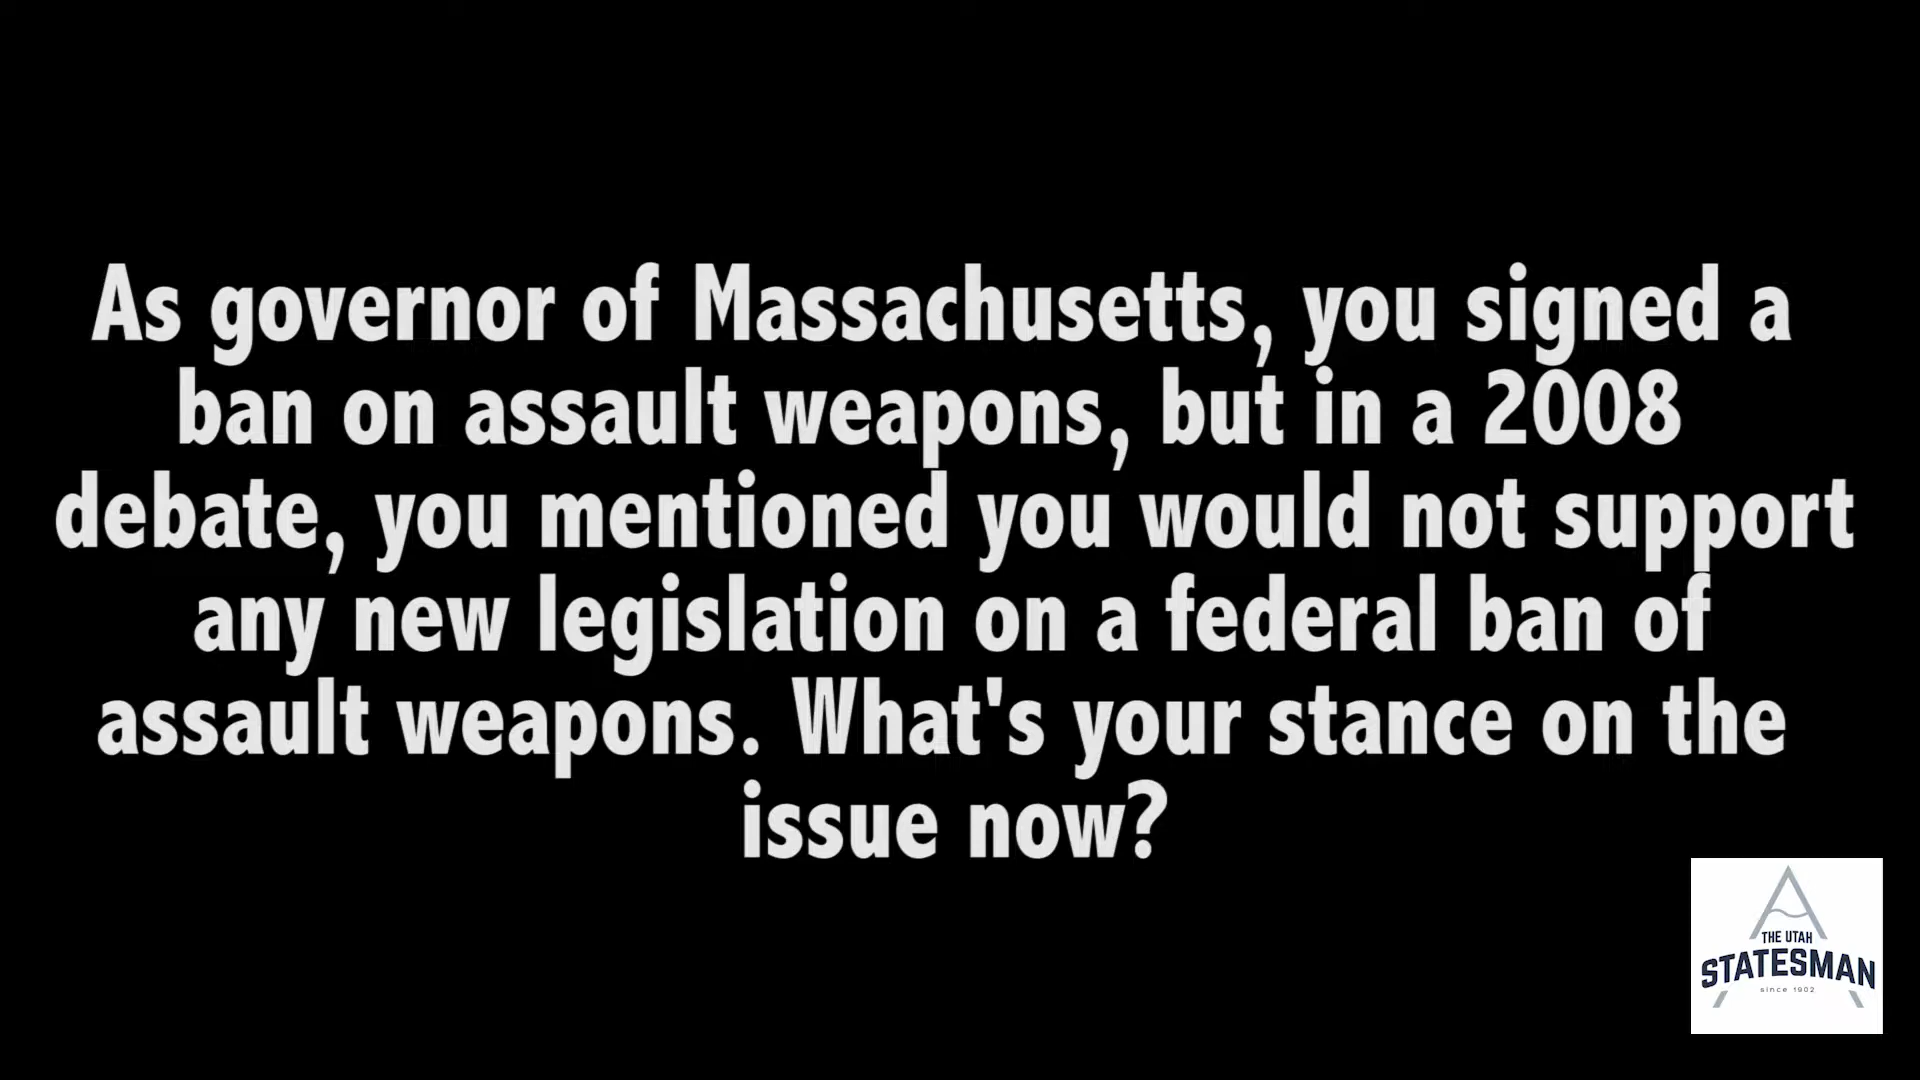 As governor of Massachusetts, you signed a
ban on assault weapons, but in a 2008
debate, you mentioned you would not support
any new legislation on a federal ban of
assault weapons. What's your stance on the
issue now?
THE UTAH
STATESMAN
since 1902